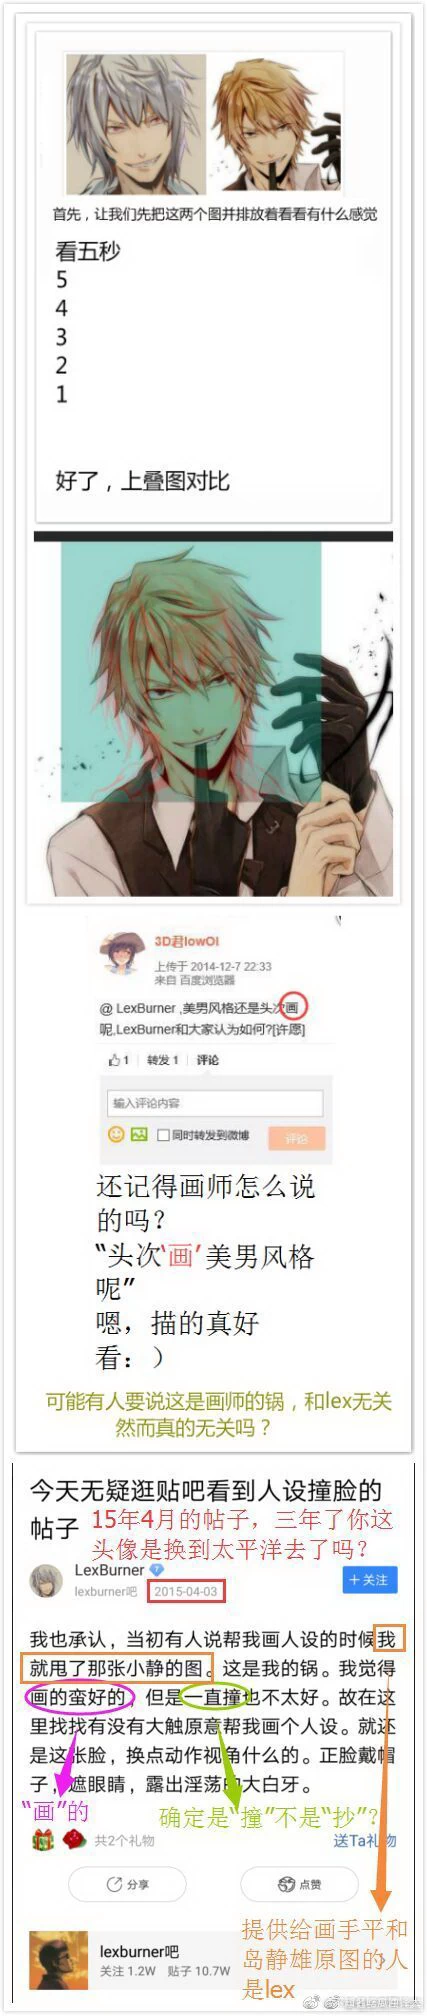 首先，让我们先把这两个图并排放着看看有什么感觉
看五秒
5
4
3
2
1
好了，上叠图对比
3D君lowOl
上传于 2014-12-7 22:33
来自 百度浏览器
@ LexBurner ,美男风格还是头次画
呢,LexBurner和大家认为如何?[许愿]
1 转发 1 评论
输入评论内容
同时转发到微博 评论
还记得画师怎么说
的吗？
“头次‘画’美男风格
呢”
嗯，描的真好
看：）
可能有人要说这是画师的锅，和lex无关
然而真的无关吗？
今天无疑逛贴吧看到人设撞脸的
帖子
15年4月的帖子，三年了你这
头像是换到太平洋去了吗？
LexBurner
lexburner吧 2015-04-03
+关注
我也承认，当初有人说帮我画人设的时候我
就甩了那张小静的图。这是我的锅。我觉得
画的蛮好的，但是一直撞也不太好。故在这
里找找有没有大触原意帮我画个人设。就还
是这张脸，换点动作视角什么的。正脸戴帽
子，遮眼睛，露出淫荡的大白牙。
“画”的
确定是“撞”不是“抄”？
共2个礼物 送Ta礼物
分享 点赞
提供给画手平和
岛静雄原图的人
是lex
lexburner吧
关注 1.2W 贴子 10.7W